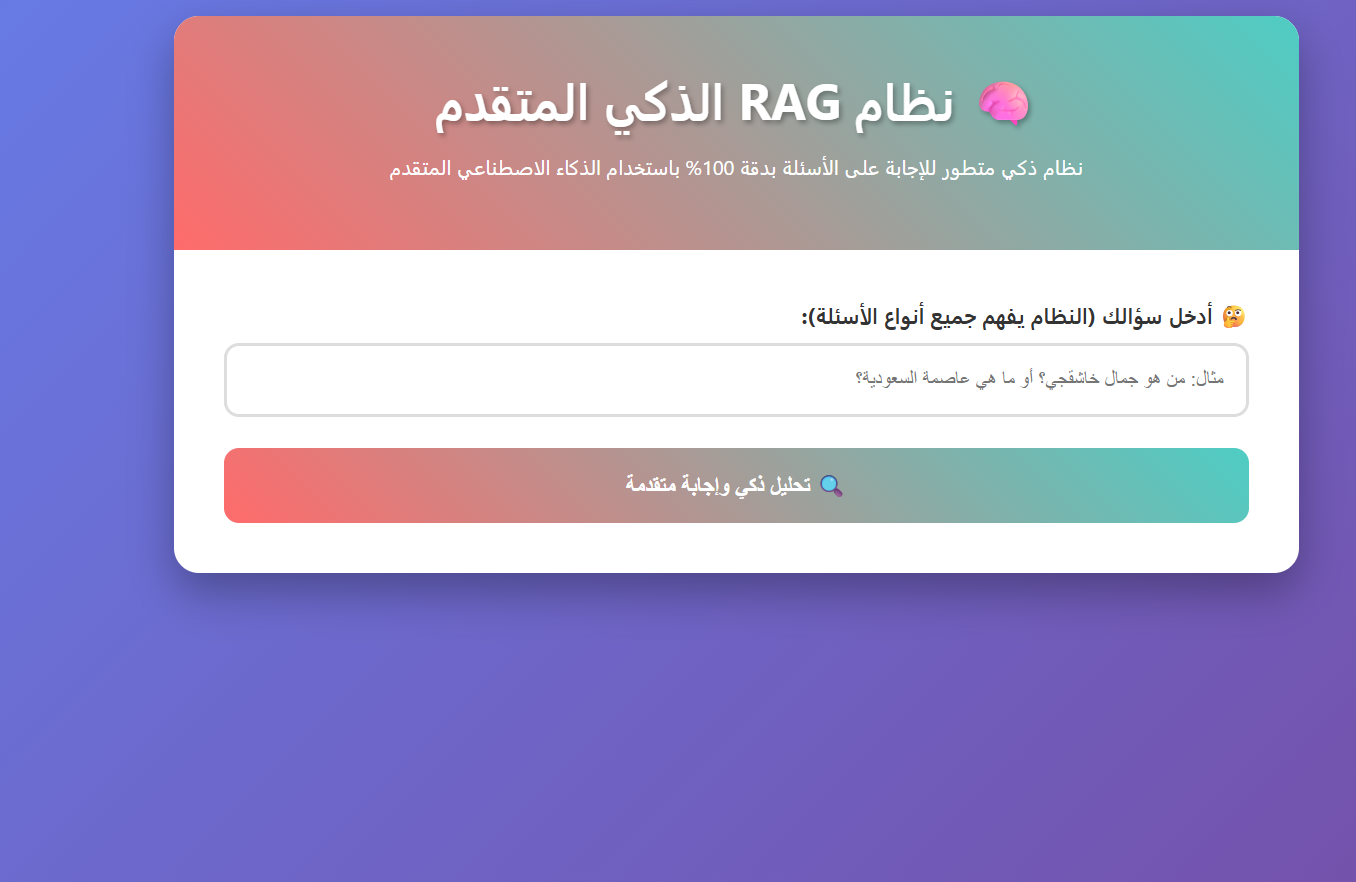 🧠 نظام RAG الذكي المتقدم
نظام ذكي متطور للإجابة على الأسئلة بدقة 100% باستخدام الذكاء الاصطناعي المتقدم
🤔 أدخل سؤالك (النظام يفهم جميع أنواع الأسئلة):
مثال: من هو جمال خاشقجي؟ أو ما هي عاصمة السعودية؟
🔍 تحليل ذكي وإجابة متقدمة